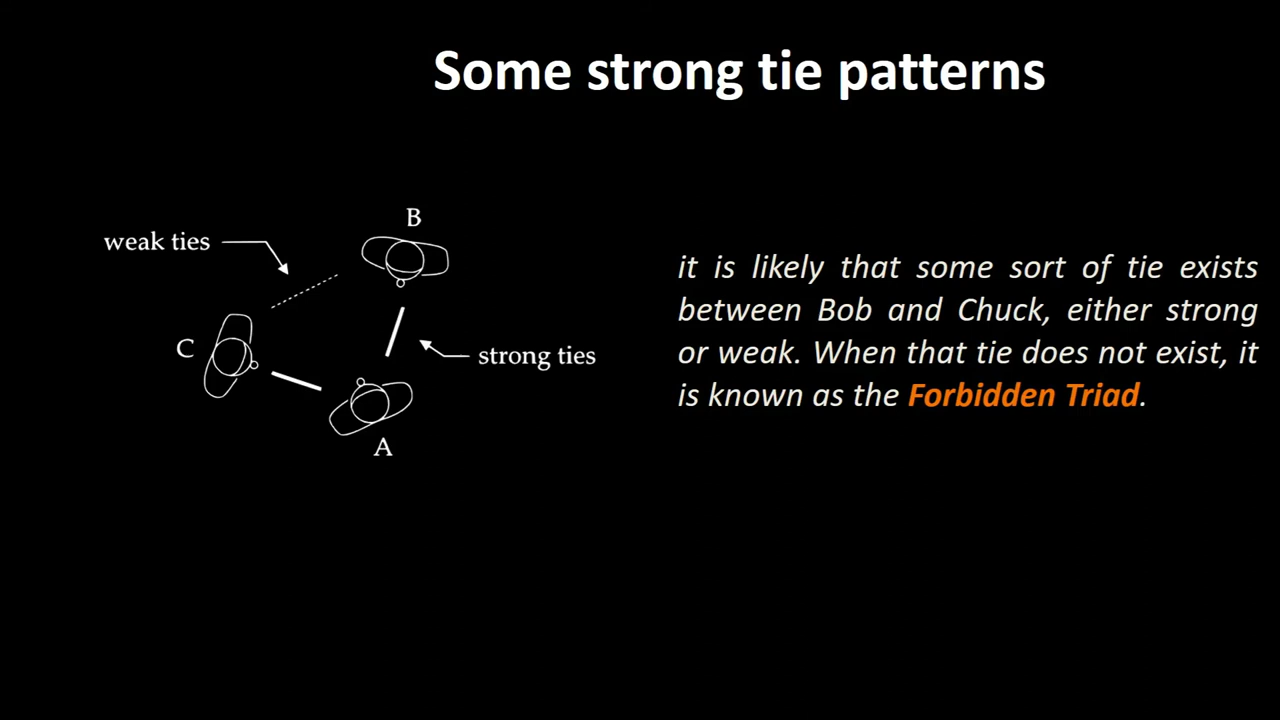 Some strong tie patterns
B
weak ties
C
strong ties
A
it is likely that some sort of tie exists
between Bob and Chuck, either strong
or weak. When that tie does not exist, it
is known as the Forbidden Triad.